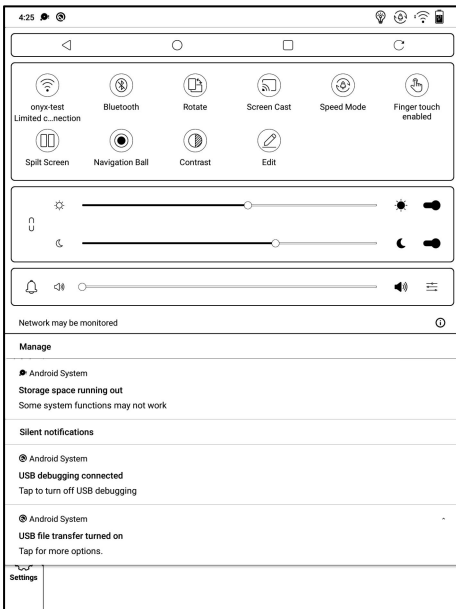 4:25
onyx-test
Limited c...nection
Bluetooth
Rotate
Screen Cast
Speed Mode
Finger touch
enabled
Spilt Screen
Navigation Ball
Contrast
Edit
Network may be monitored
Manage
Android System
Storage space running out
Some system functions may not work
Silent notifications
Android System
USB debugging connected
Tap to turn off USB debugging
Android System
USB file transfer turned on
Tap for more options.
Settings